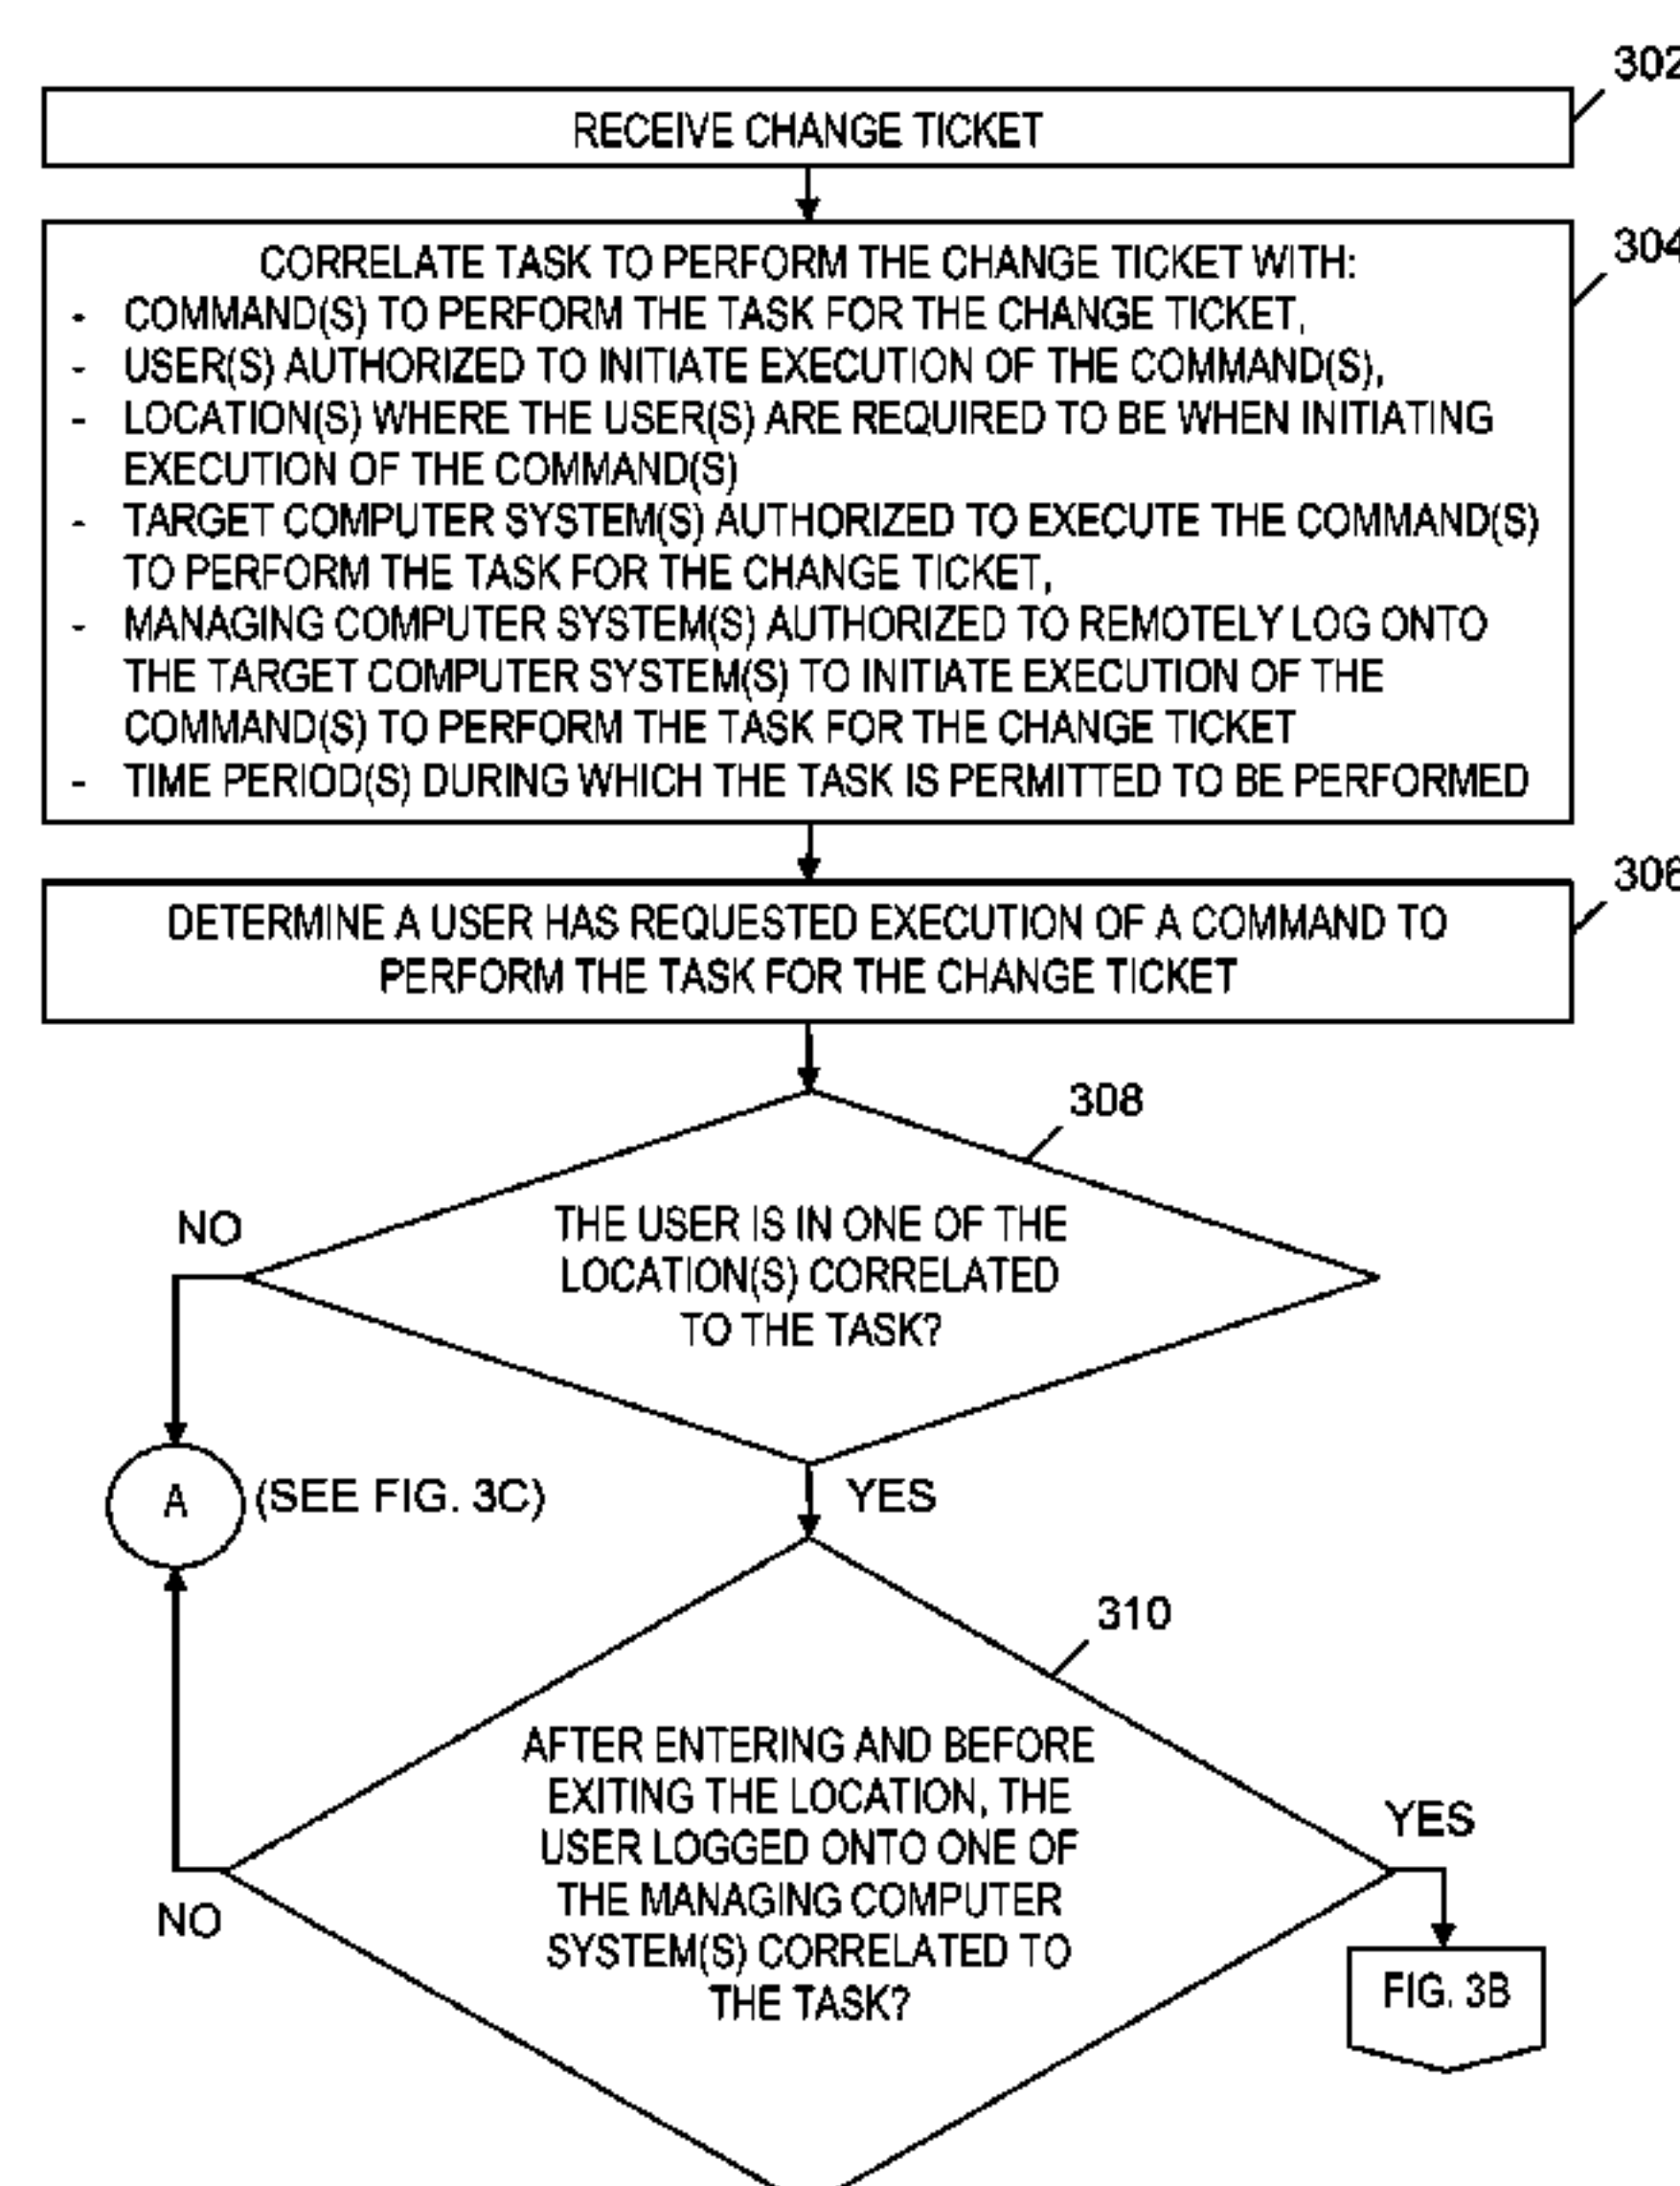 302
RECEIVE CHANGE TICKET
304
CORRELATE TASK TO PERFORM THE CHANGE TICKET WITH:
- COMMAND(S) TO PERFORM THE TASK FOR THE CHANGE TICKET,
- USER(S) AUTHORIZED TO INITIATE EXECUTION OF THE COMMAND(S),
- LOCATION(S) WHERE THE USER(S) ARE REQUIRED TO BE WHEN INITIATING
EXECUTION OF THE COMMAND(S)
- TARGET COMPUTER SYSTEM(S) AUTHORIZED TO EXECUTE THE COMMAND(S)
TO PERFORM THE TASK FOR THE CHANGE TICKET,
- MANAGING COMPUTER SYSTEM(S) AUTHORIZED TO REMOTELY LOG ONTO
THE TARGET COMPUTER SYSTEM(S) TO INITIATE EXECUTION OF THE
COMMAND(S) TO PERFORM THE TASK FOR THE CHANGE TICKET
- TIME PERIOD(S) DURING WHICH THE TASK IS PERMITTED TO BE PERFORMED
306
DETERMINE A USER HAS REQUESTED EXECUTION OF A COMMAND TO
PERFORM THE TASK FOR THE CHANGE TICKET
308
NO
THE USER IS IN ONE OF THE
LOCATION(S) CORRELATED
TO THE TASK?
A
(SEE FIG. 3C)
YES
310
AFTER ENTERING AND BEFORE
EXITING THE LOCATION, THE
USER LOGGED ONTO ONE OF
THE MANAGING COMPUTER
SYSTEM(S) CORRELATED TO
THE TASK?
YES
NO
FIG. 3B